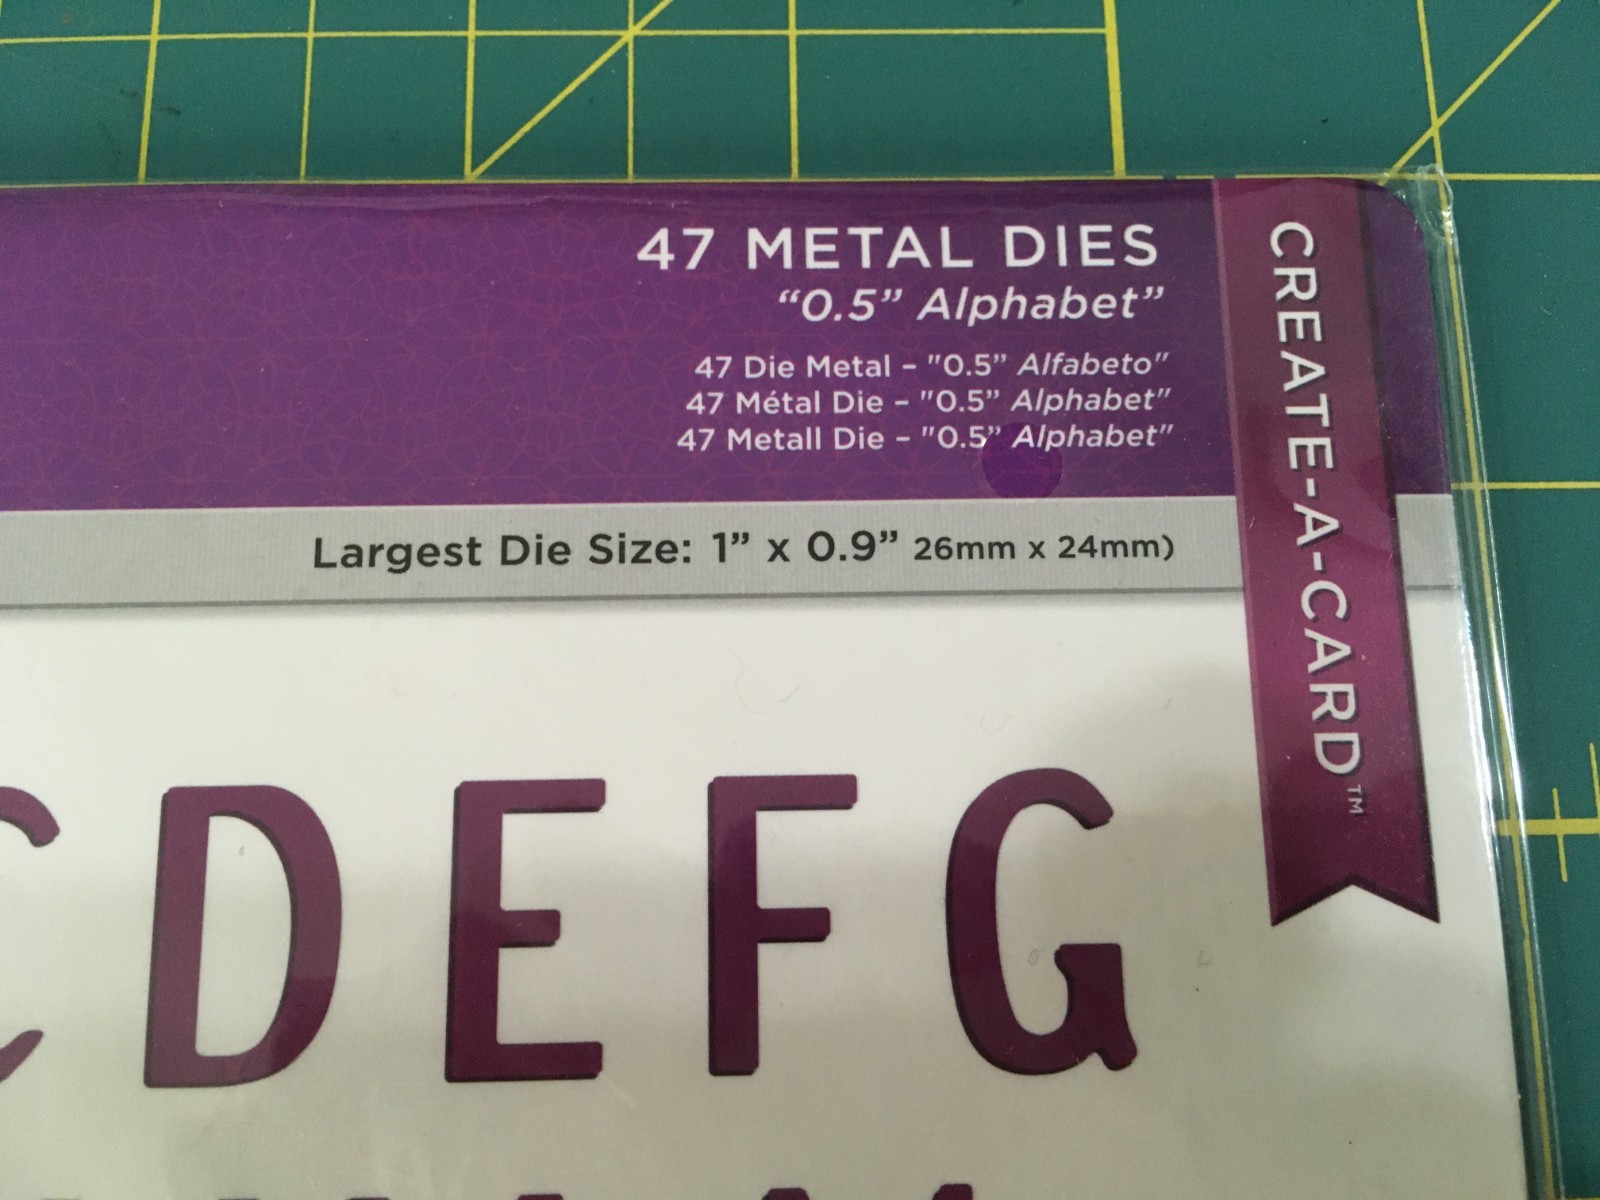 47 METAL DIES
“0.5” Alphabet”
47 Die Metal – "0.5” Alfabeto"
47 Métal Die – "0.5” Alphabet"
47 Metall Die – "0.5” Alphabet"
Largest Die Size: 1” x 0.9” 26mm x 24mm)
CREATE-A-CARD™
C D E F G